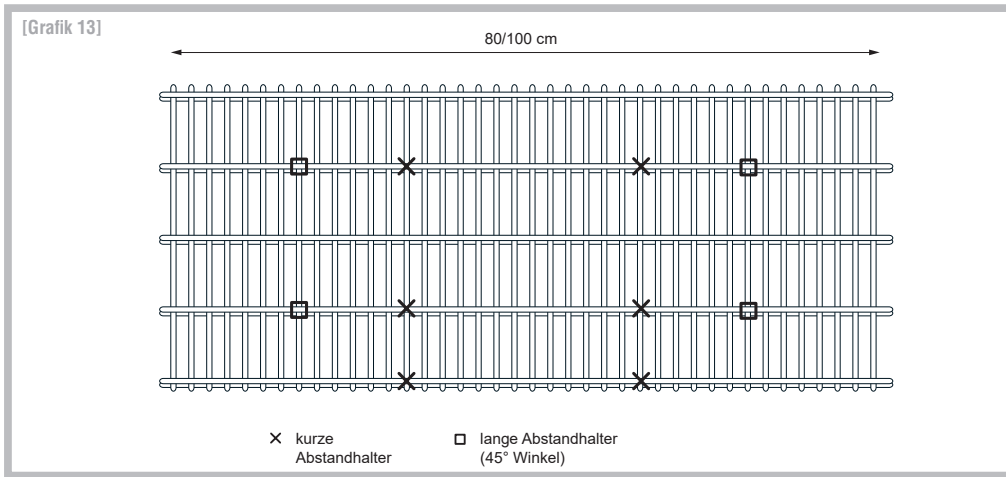 [Grafik 13]
80/100 cm
kurze
Abstandhalter
lange Abstandhalter
(45° Winkel)